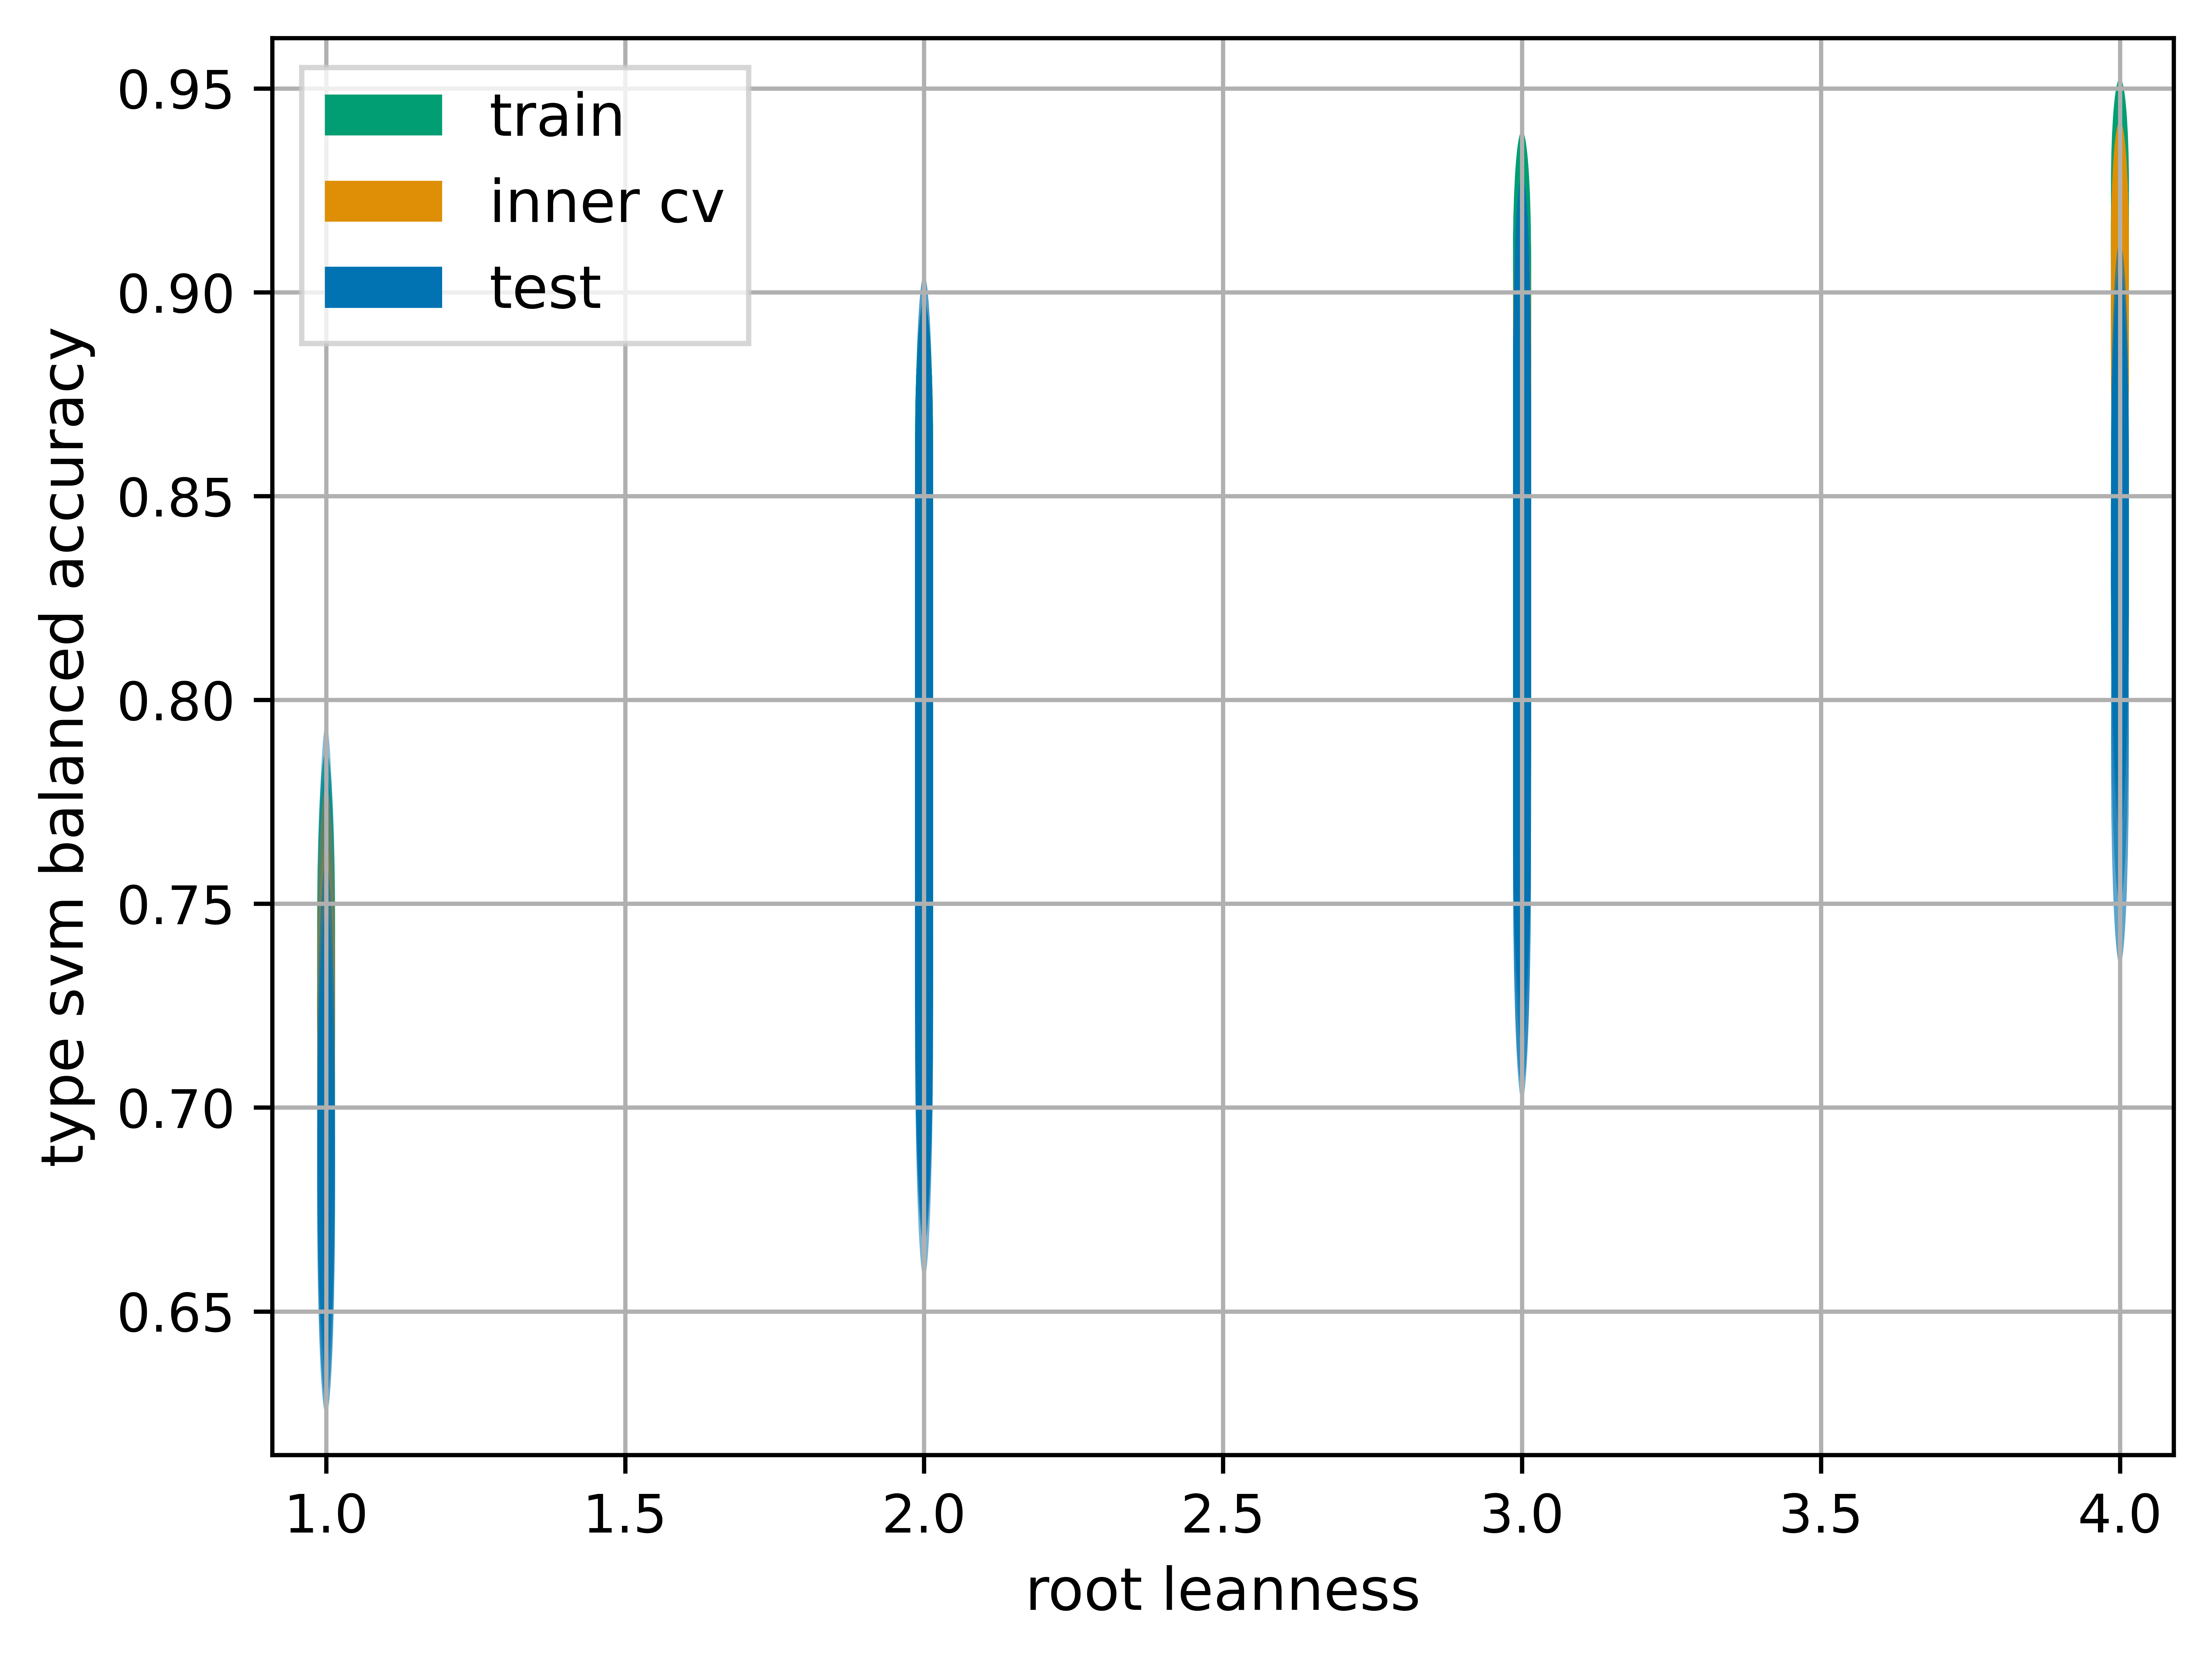 train
inner cv
test
0.95
0.90
0.85
0.80
0.75
0.70
0.65
type svm balanced accuracy
1.0 1.5 2.0 2.5 3.0 3.5 4.0
root leanness